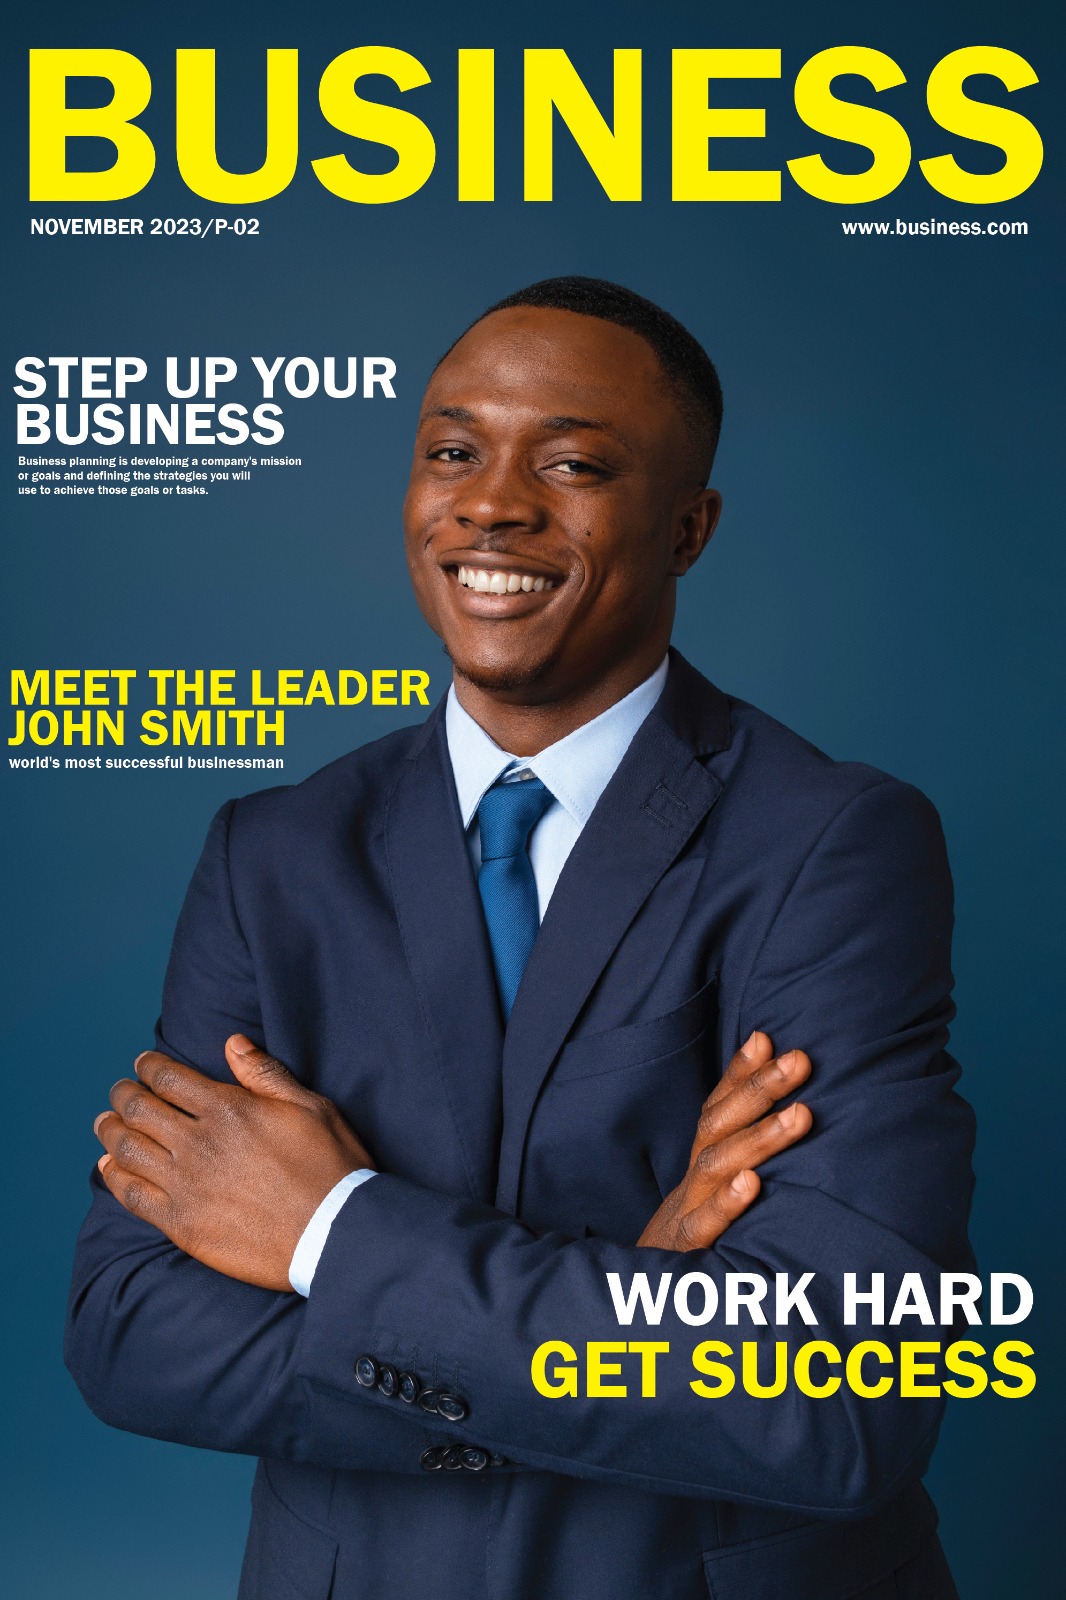 BUSINESS
NOVEMBER 2023/P-02
www.business.com
STEP UP YOUR
BUSINESS
Business planning is developing a company's mission
or goals and defining the strategies you will
use to achieve those goals or tasks.
MEET THE LEADER
JOHN SMITH
world's most successful businessman
WORK HARD
GET SUCCESS